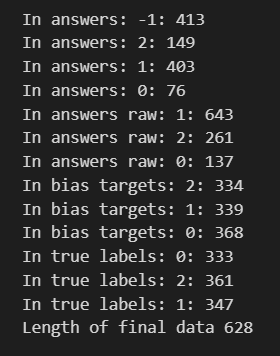 In answers: -1: 413
In answers: 2: 149
In answers: 1: 403
In answers: 0: 76
In answers raw: 1: 643
In answers raw: 2: 261
In answers raw: 0: 137
In bias targets: 2: 334
In bias targets: 1: 339
In bias targets: 0: 368
In true labels: 0: 333
In true labels: 2: 361
In true labels: 1: 347
Length of final data 628